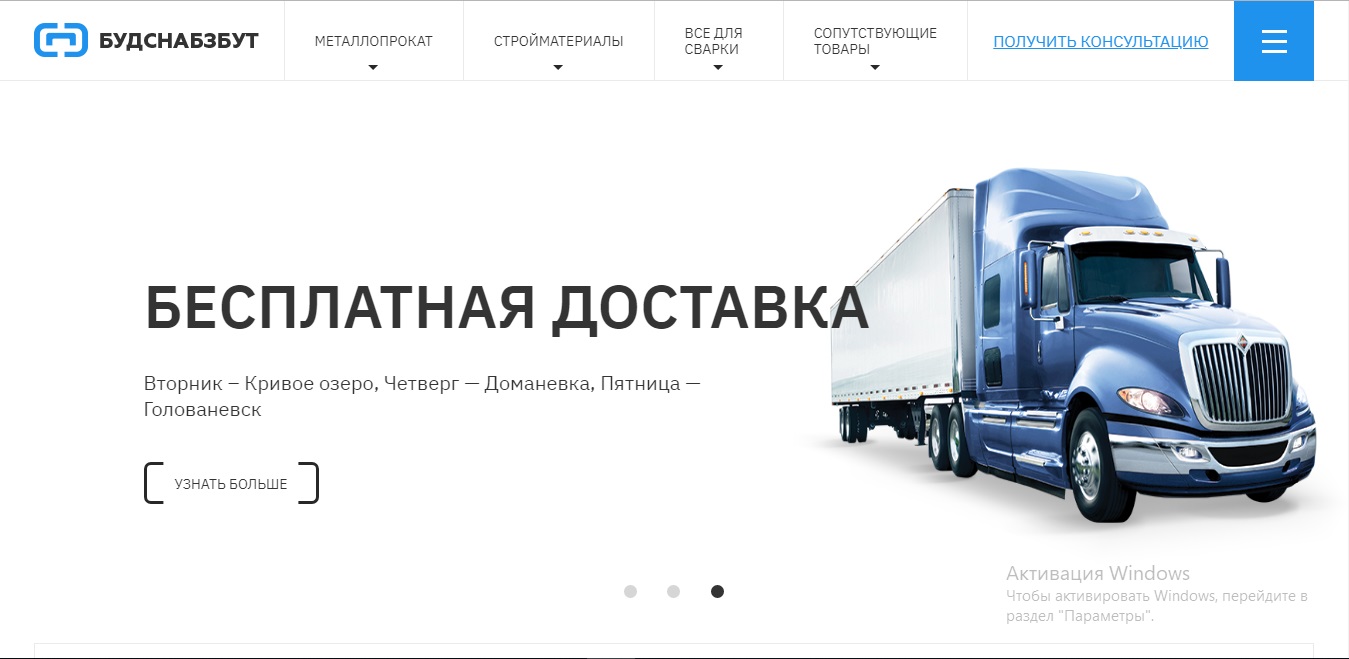 БУДСНАБЗБУТ
МЕТАЛЛОПРОКАТ
СТРОЙМАТЕРИАЛЫ
ВСЕ ДЛЯ
СВАРКИ
СОПУТСТВУЮЩИЕ
ТОВАРЫ
ПОЛУЧИТЬ КОНСУЛЬТАЦИЮ
БЕСПЛАТНАЯ ДОСТАВКА
Вторник – Кривое озеро, Четверг — Доманевка, Пятница —
Голованевск
УЗНАТЬ БОЛЬШЕ
Активация Windows
Чтобы активировать Windows, перейдите в
раздел "Параметры".